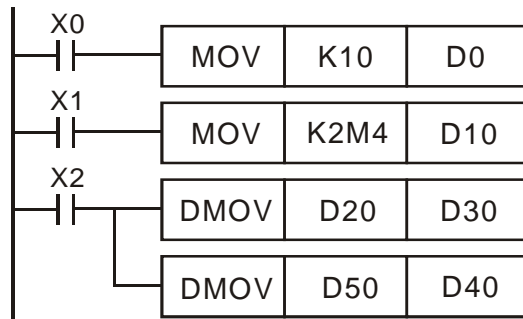 X0
MOV K10 D0
X1
MOV K2M4 D10
X2
DMOV D20 D30
DMOV D50 D40